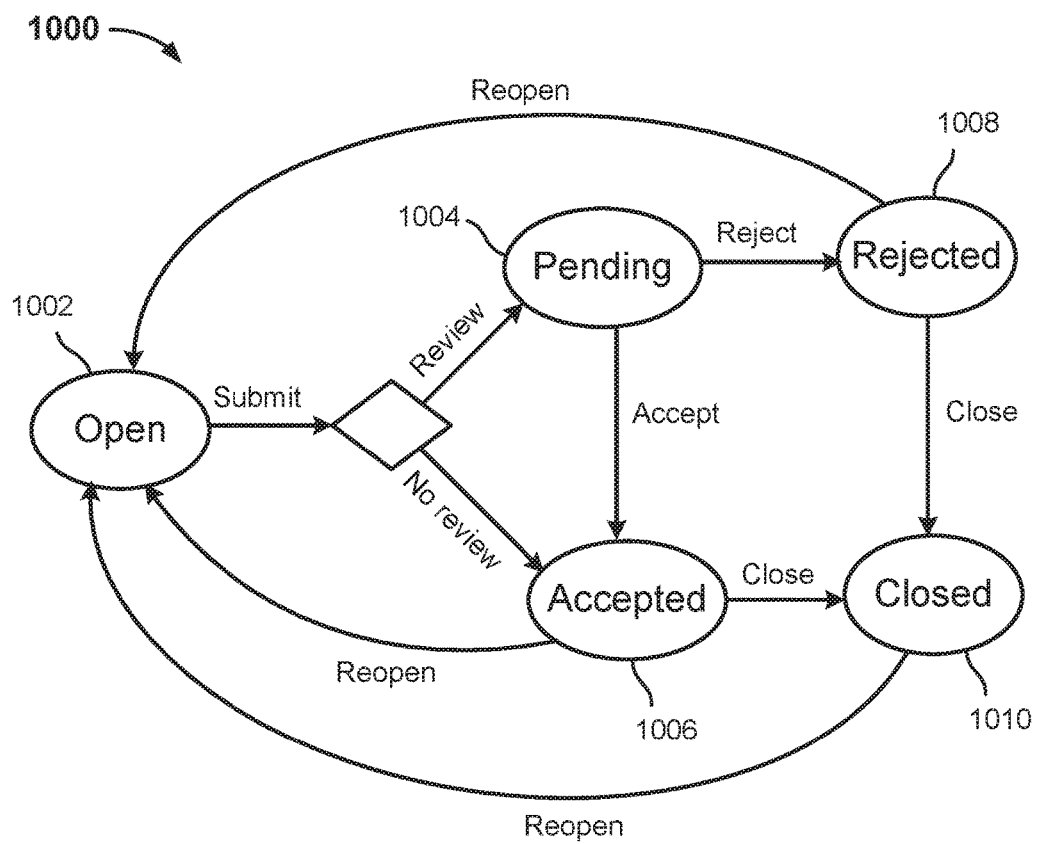 1000
Reopen
1008
1004
Reject
Pending
Rejected
1002
Review
Submit
Open
Accept
Close
No review
Close
Accepted
Closed
Reopen
1006
1010
Reopen